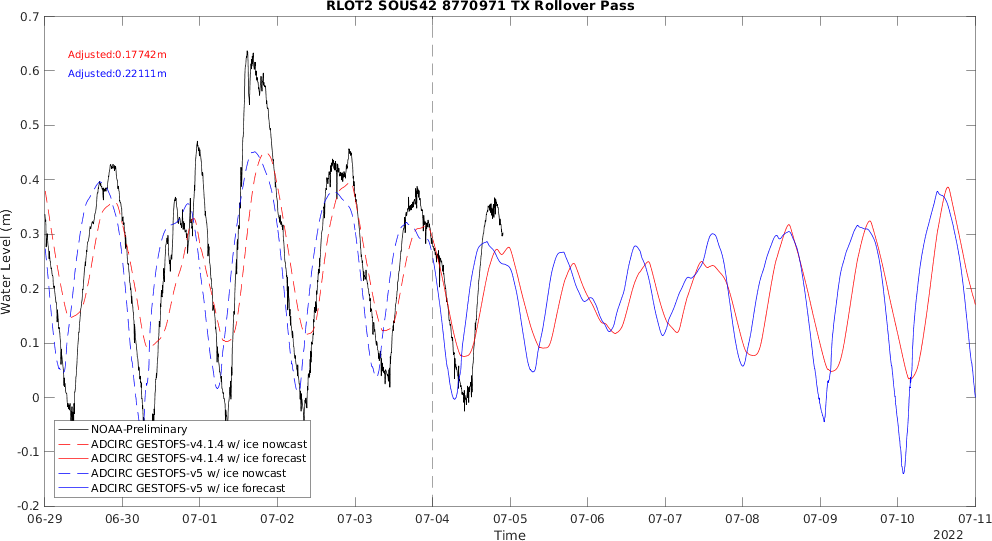 RLOT2 SOUS42 8770971 TX Rollover Pass
Adjusted:0.17742m
Adjusted:0.22111m
Water Level (m)
0.7
0.6
0.5
0.4
0.3
0.2
0.1
0
-0.1
-0.2
NOAA-Preliminary
ADCIRC GESTOFS-v4.1.4 w/ ice nowcast
ADCIRC GESTOFS-v4.1.4 w/ ice forecast
ADCIRC GESTOFS-v5 w/ ice nowcast
ADCIRC GESTOFS-v5 w/ ice forecast
06-29 06-30 07-01 07-02 07-03 07-04 07-05 07-06 07-07 07-08 07-09 07-10 07-11
Time
2022